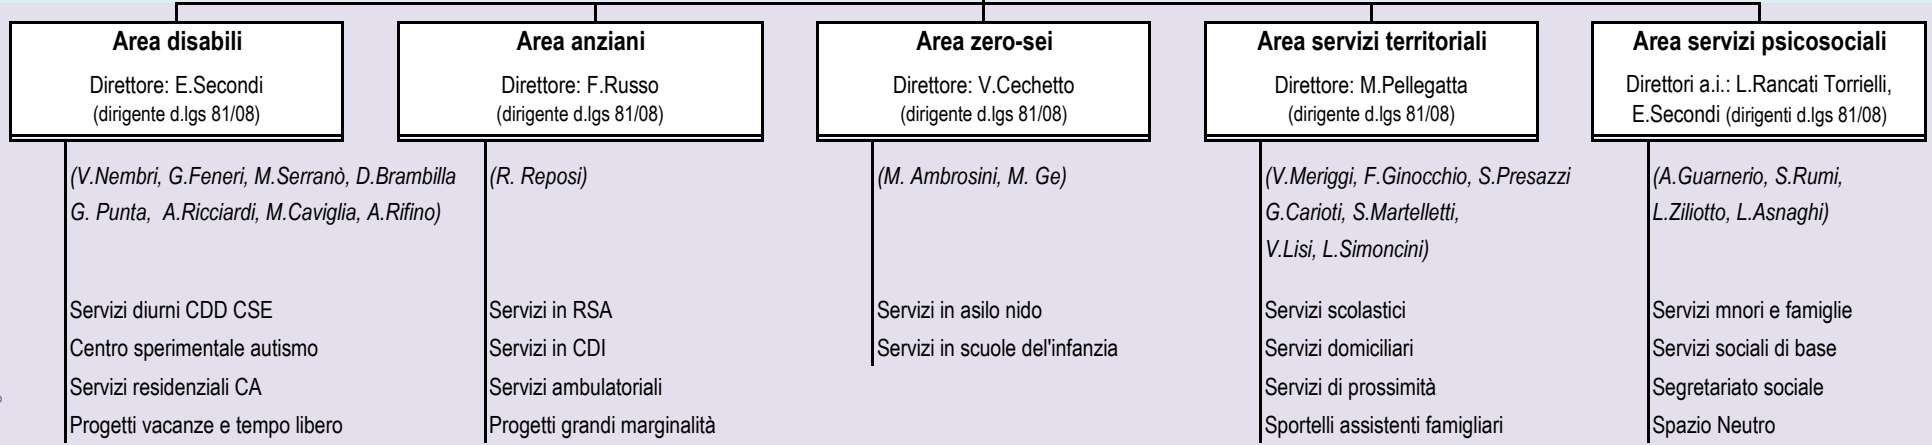 Area disabili
Direttore: E.Secondi
(dirigente d.lgs 81/08)
(V.Nembri, G.Feneri, M.Serranò, D.Brambilla
G. Punta, A.Ricciardi, M.Caviglia, A.Rifino)
Servizi diurni CDD CSE
Centro sperimentale autismo
Servizi residenziali CA
Progetti vacanze e tempo libero
Area anziani
Direttore: F.Russo
(dirigente d.lgs 81/08)
(R. Reposi)
Servizi in RSA
Servizi in CDI
Servizi ambulatoriali
Progetti grandi marginalità
Area zero-sei
Direttore: V.Cechetto
(dirigente d.lgs 81/08)
(M. Ambrosini, M. Ge)
Servizi in asilo nido
Servizi in scuole del'infanzia
Area servizi territoriali
Direttore: M.Pellegatta
(dirigente d.lgs 81/08)
(V.Meriggi, F.Ginocchio, S.Presazzi
G.Carioti, S.Martelletti,
V.Lisi, L.Simoncini)
Servizi scolastici
Servizi domiciliari
Servizi di prossimità
Sportelli assistenti famigliari
Area servizi psicosociali
Direttori a.i.: L.Rancati Torrielli,
E.Secondi (dirigenti d.lgs 81/08)
(A.Guarnerio, S.Rumi,
L.Ziliotto, L.Asnaghi)
Servizi mnori e famiglie
Servizi sociali di base
Segretariato sociale
Spazio Neutro